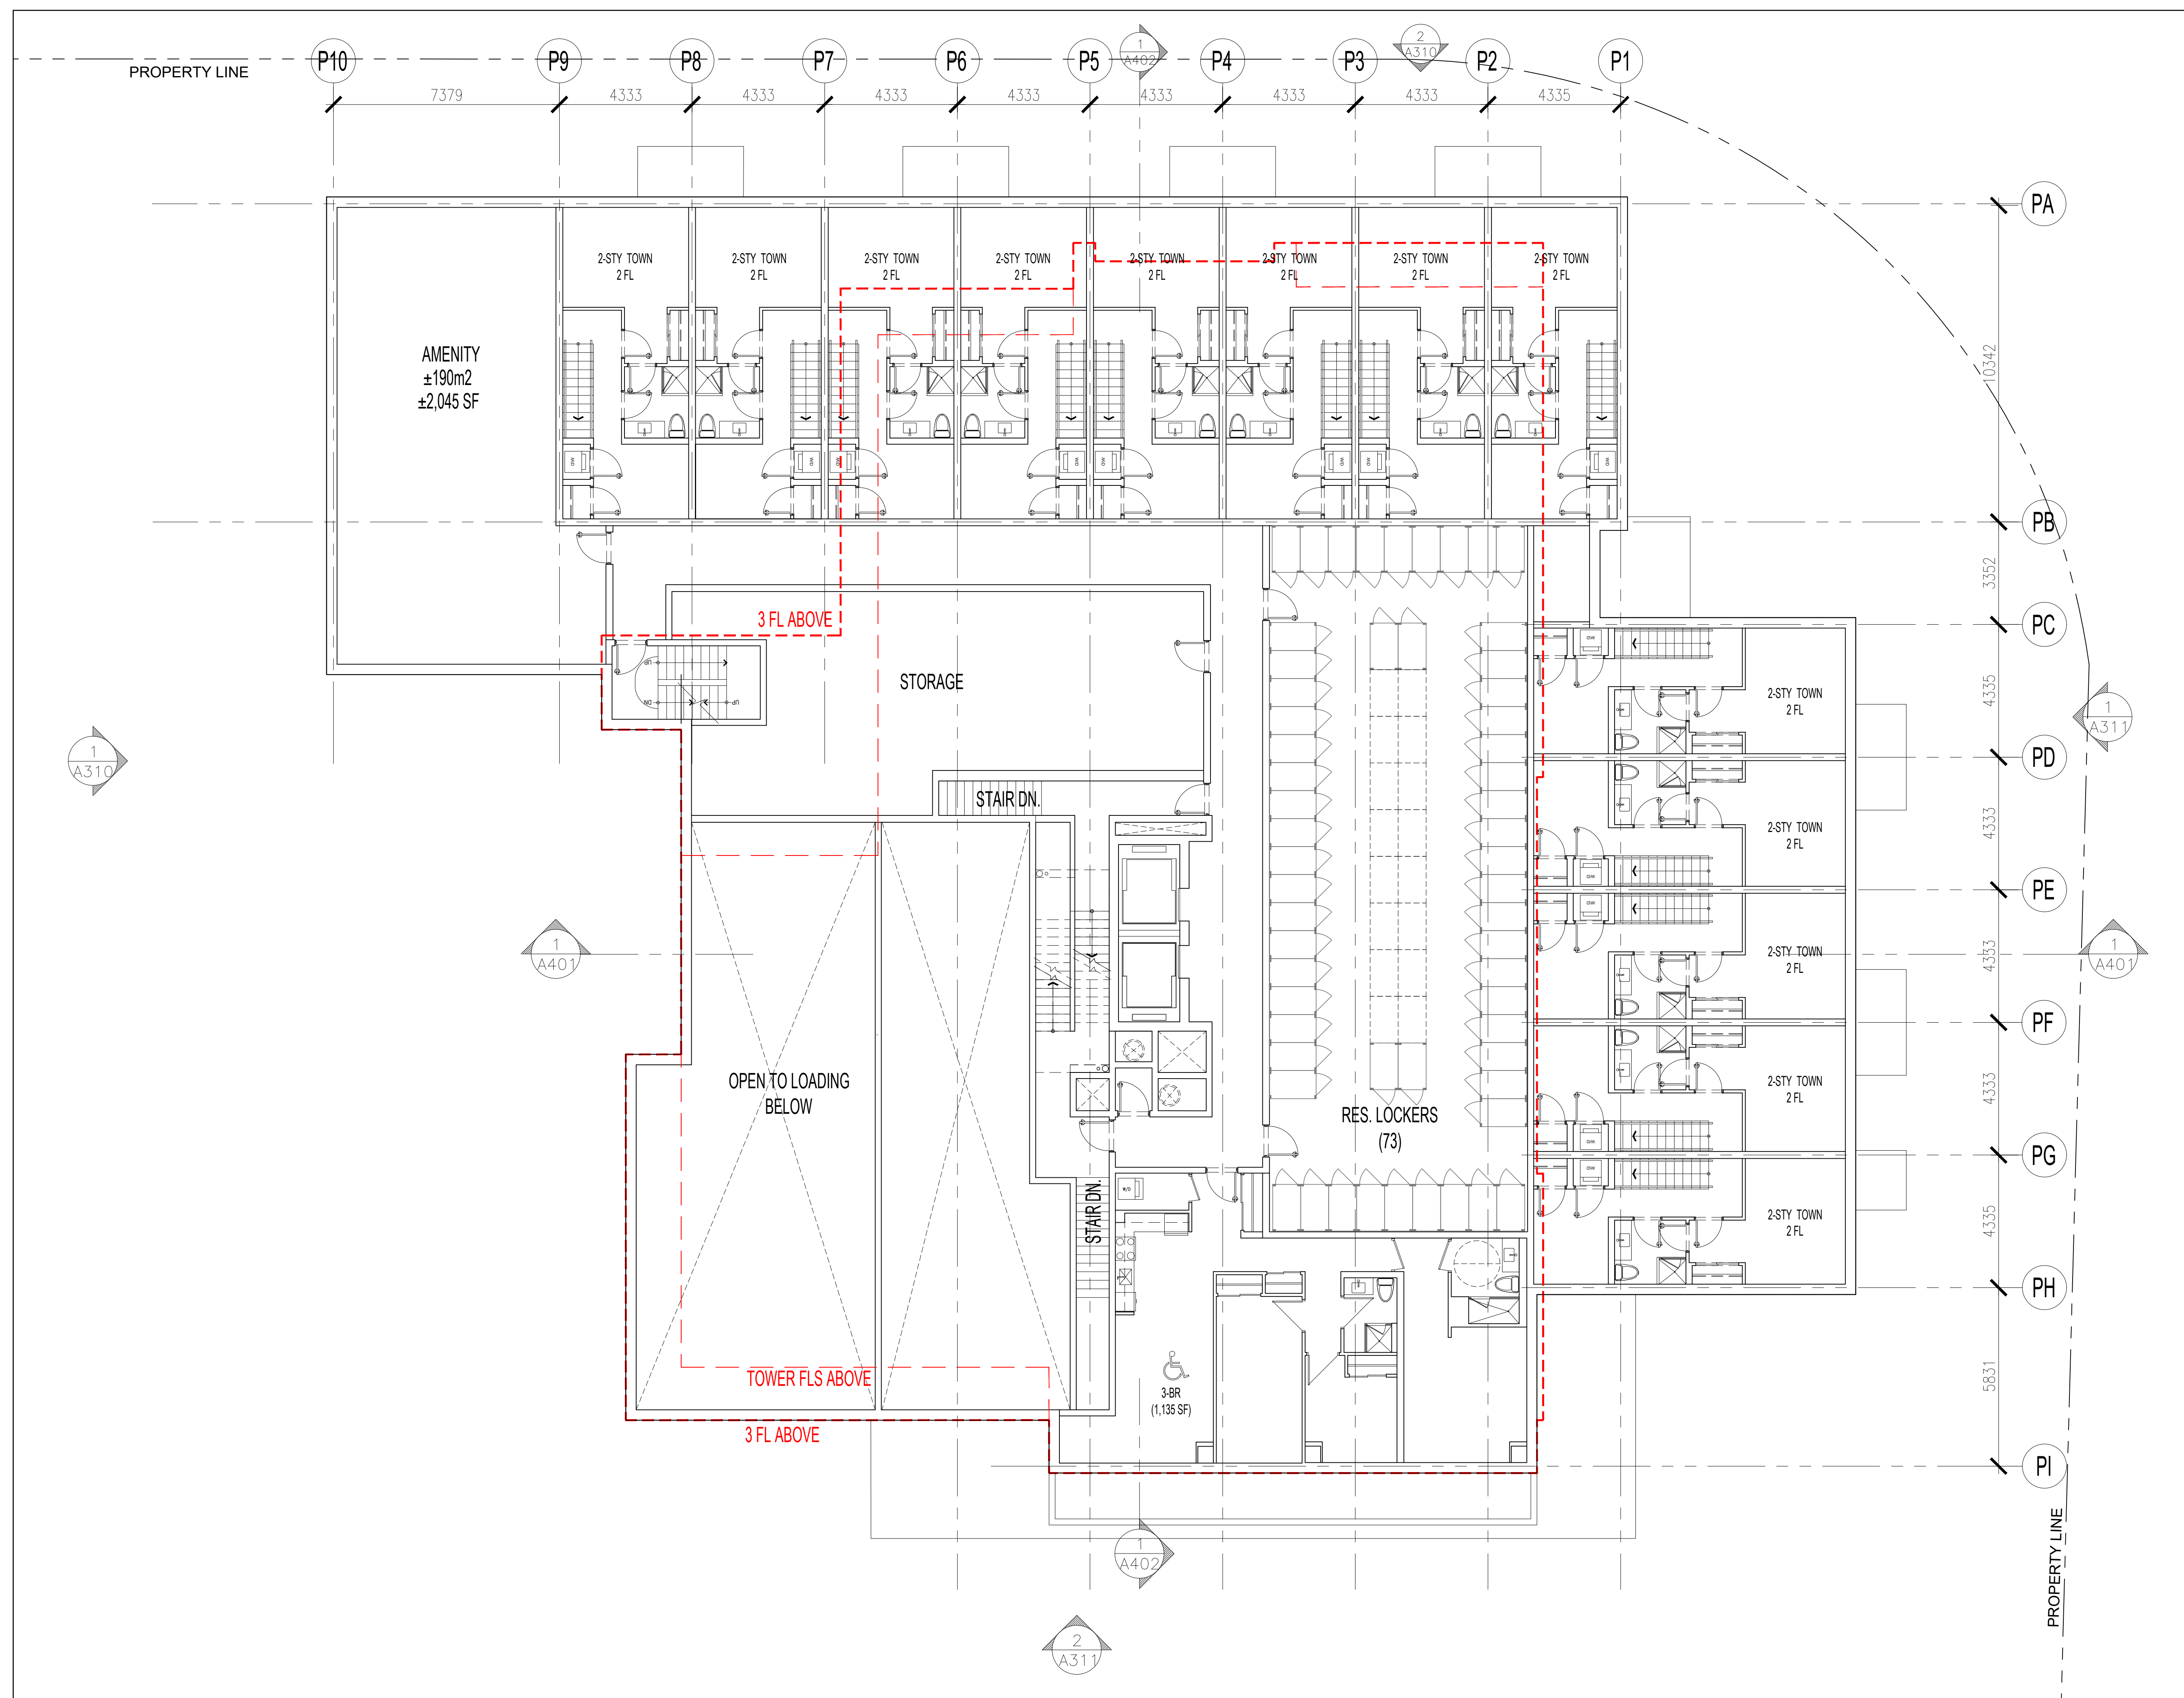 PROPERTY LINE
P10
P9
P8
P7
P6
P5
1
A402
P4
P3
2
A310
P2
P1
7379
4333
4333
4333
4333
4333
4333
4333
4335
PA
PB
PC
PD
PE
PF
PG
PH
PI
10342
3352
4335
4333
4333
4333
4335
5831
2-STY TOWN
2 FL
2-STY TOWN
2 FL
2-STY TOWN
2 FL
2-STY TOWN
2 FL
2-STY TOWN
2 FL
2-STY TOWN
2 FL
2-STY TOWN
2 FL
2-STY TOWN
2 FL
AMENITY
±190m2
±2,045 SF
W/D
W/D
W/D
W/D
W/D
W/D
W/D
W/D
3 FL ABOVE
UP
DN
UP
STORAGE
STAIR DN.
W/D
2-STY TOWN
2 FL
2-STY TOWN
2 FL
W/D
W/D
2-STY TOWN
2 FL
2-STY TOWN
2 FL
W/D
W/D
2-STY TOWN
2 FL
1
A310
1
A311
1
A401
1
A401
OPEN TO LOADING
BELOW
RES. LOCKERS
(73)
STAIR DN.
W/D
TOWER FLS ABOVE
3-BR
(1,135 SF)
3 FL ABOVE
1
A402
2
A311
PROPERTY LINE